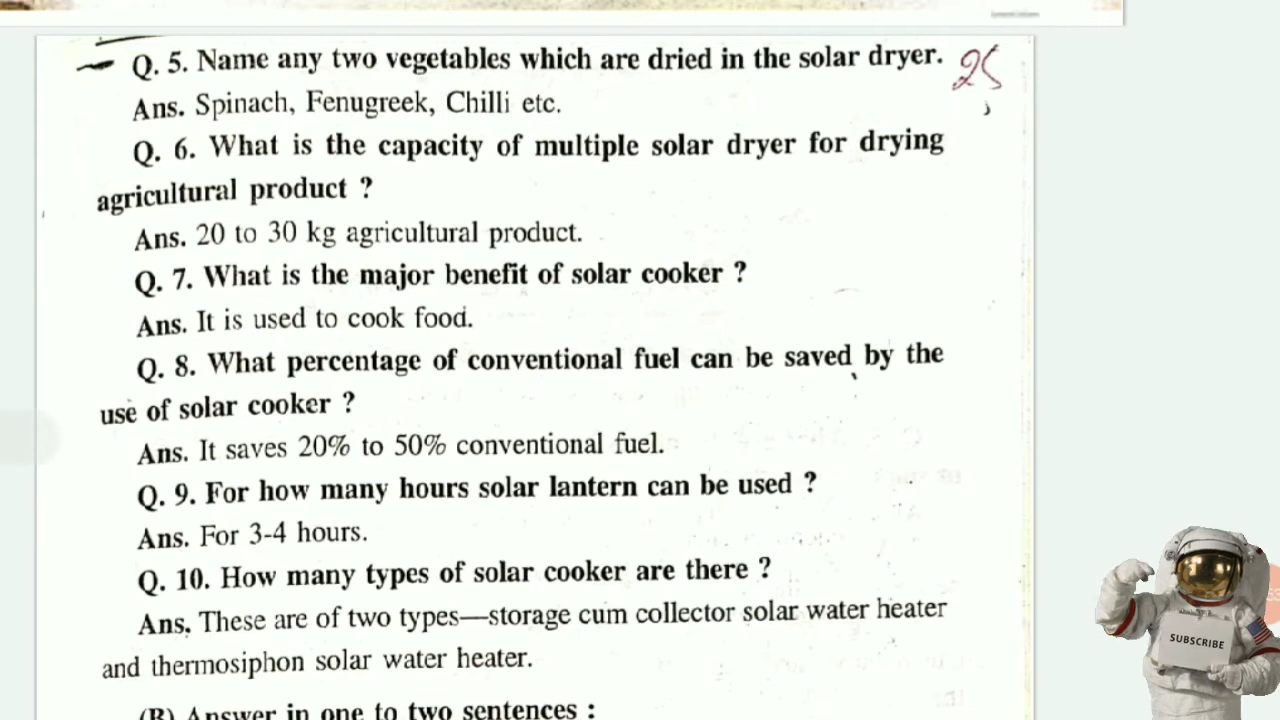 Q. 5. Name any two vegetables which are dried in the solar dryer.
25
Ans. Spinach, Fenugreek, Chilli etc.
Q. 6. What is the capacity of multiple solar dryer for drying
agricultural product ?
Ans. 20 to 30 kg agricultural product.
Q. 7. What is the major benefit of solar cooker ?
Ans. It is used to cook food.
Q. 8. What percentage of conventional fuel can be saved by the
use of solar cooker ?
Ans. It saves 20% to 50% conventional fuel.
Q. 9. For how many hours solar lantern can be used ?
Ans. For 3-4 hours.
Q. 10. How many types of solar cooker are there ?
Ans. These are of two types—storage cum collector solar water heater
and thermosiphon solar water heater.
(B) Answer in one to two sentences :
SUBSCRIBE